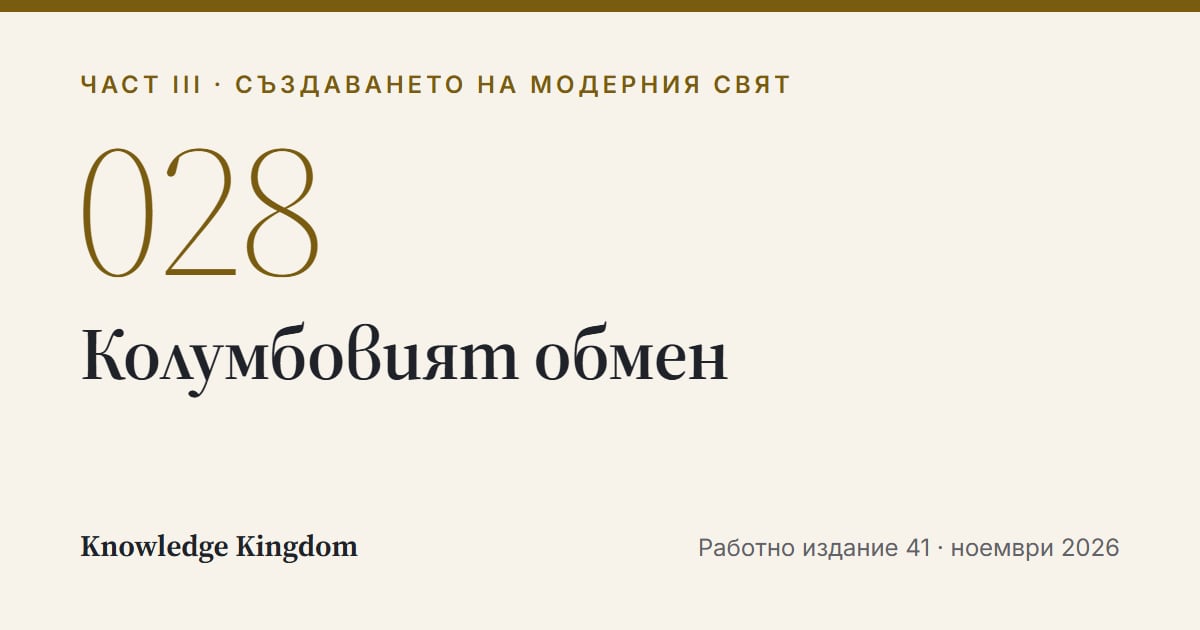 ЧАСТ III · СЪЗДАВАНЕТО НА МОДЕРНИЯ СВЯТ
028
Колумбовият обмен
Knowledge Kingdom
Работно издание 41 · ноември 2026